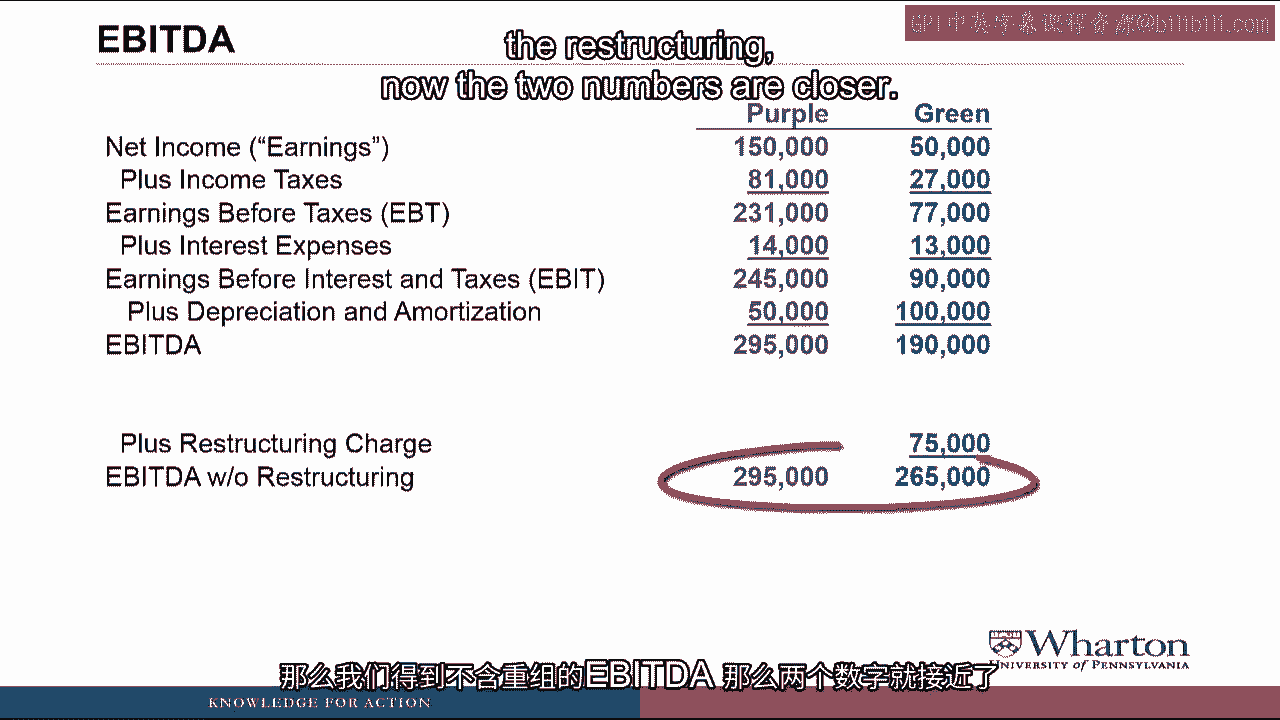 EBITDA
GPT中英字幕课程资源@bilibili.com
the restructuring,
now the two numbers are closer.
Purple Green
Net Income (“Earnings”) 150,000 50,000
Plus Income Taxes 81,000 27,000
Earnings Before Taxes (EBT) 231,000 77,000
Plus Interest Expenses 14,000 13,000
Earnings Before Interest and Taxes (EBIT) 245,000 90,000
Plus Depreciation and Amortization 50,000 100,000
EBITDA 295,000 190,000
Plus Restructuring Charge 75,000
EBITDA w/o Restructuring 295,000 265,000
Wharton
UNIVERSITY of PENNSYLVANIA
那么我们得到不含重组的EBITDA 那么两个数字就接近了
KNOWLEDGE FOR ACTION